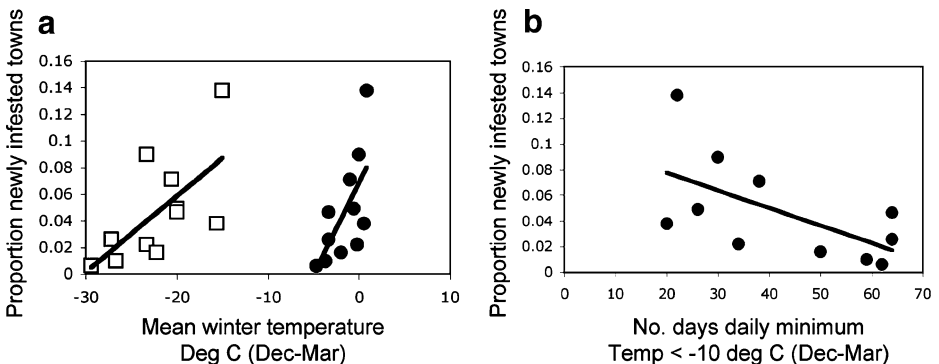 a
Proportion newly infested towns
0.16
0.14
0.12
0.1
0.08
0.06
0.04
0.02
0
-30 -20 -10 0 10
Mean winter temperature
Deg C (Dec-Mar)
b
Proportion newly infested towns
0.16
0.14
0.12
0.1
0.08
0.06
0.04
0.02
0
0 10 20 30 40 50 60 70
No. days daily minimum
Temp < -10 deg C (Dec-Mar)